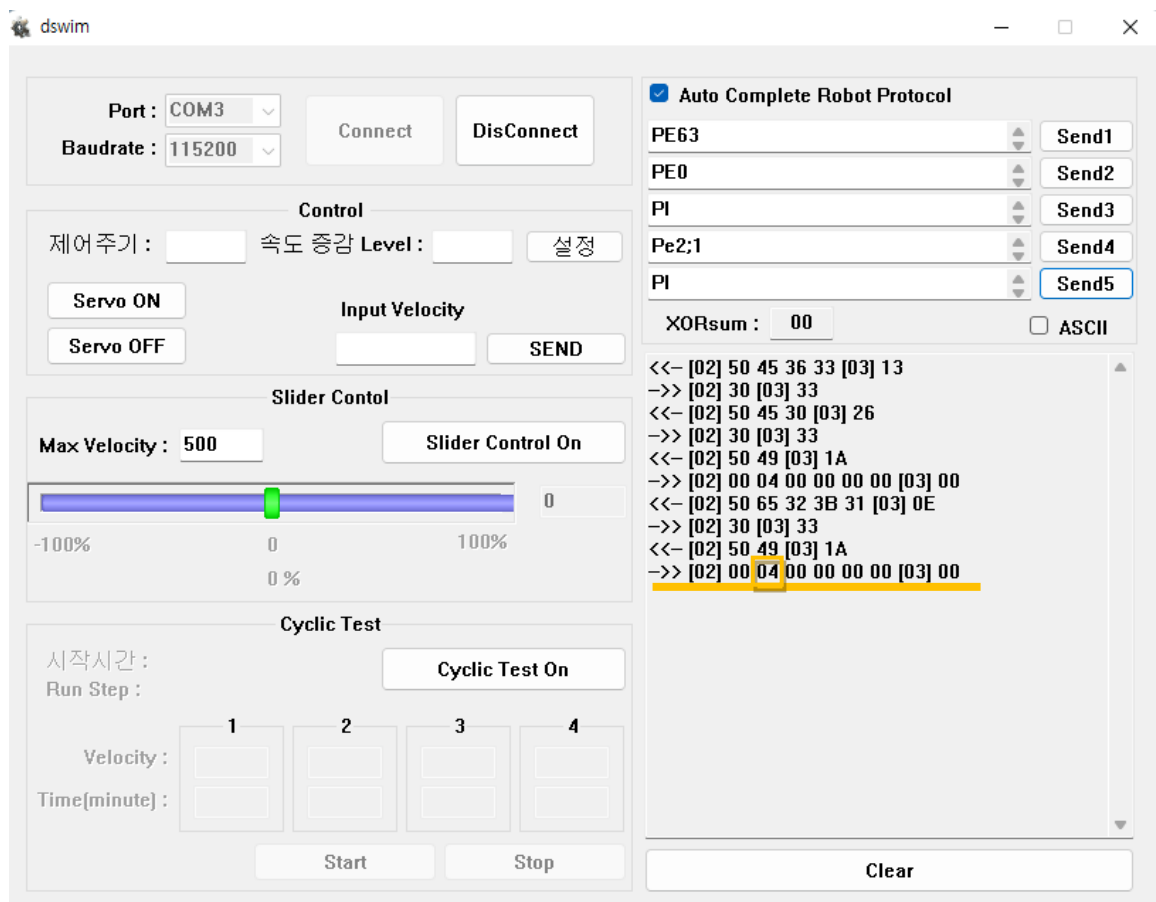 dswim
Port : COM3
Baudrate : 115200
Connect
DisConnect
Control
제어주기 :
속도 증감 Level :
설정
Servo ON
Servo OFF
Input Velocity
SEND
Slider Contol
Max Velocity : 500
Slider Control On
0
-100%
0
100%
0 %
Cyclic Test
시작시간 :
Run Step :
Cyclic Test On
1
2
3
4
Velocity :
Time(minute) :
Start
Stop
Auto Complete Robot Protocol
PE63
Send1
PE0
Send2
PI
Send3
Pe2;1
Send4
PI
Send5
XORsum : 00
ASCII
<<- [02] 50 45 36 33 [03] 13
->> [02] 30 [03] 33
<<- [02] 50 45 30 [03] 26
->> [02] 30 [03] 33
<<- [02] 50 49 [03] 1A
->> [02] 00 04 00 00 00 00 [03] 00
<<- [02] 50 65 32 3B 31 [03] 0E
->> [02] 30 [03] 33
<<- [02] 50 49 [03] 1A
->> [02] 00 04 00 00 00 00 [03] 00
Clear